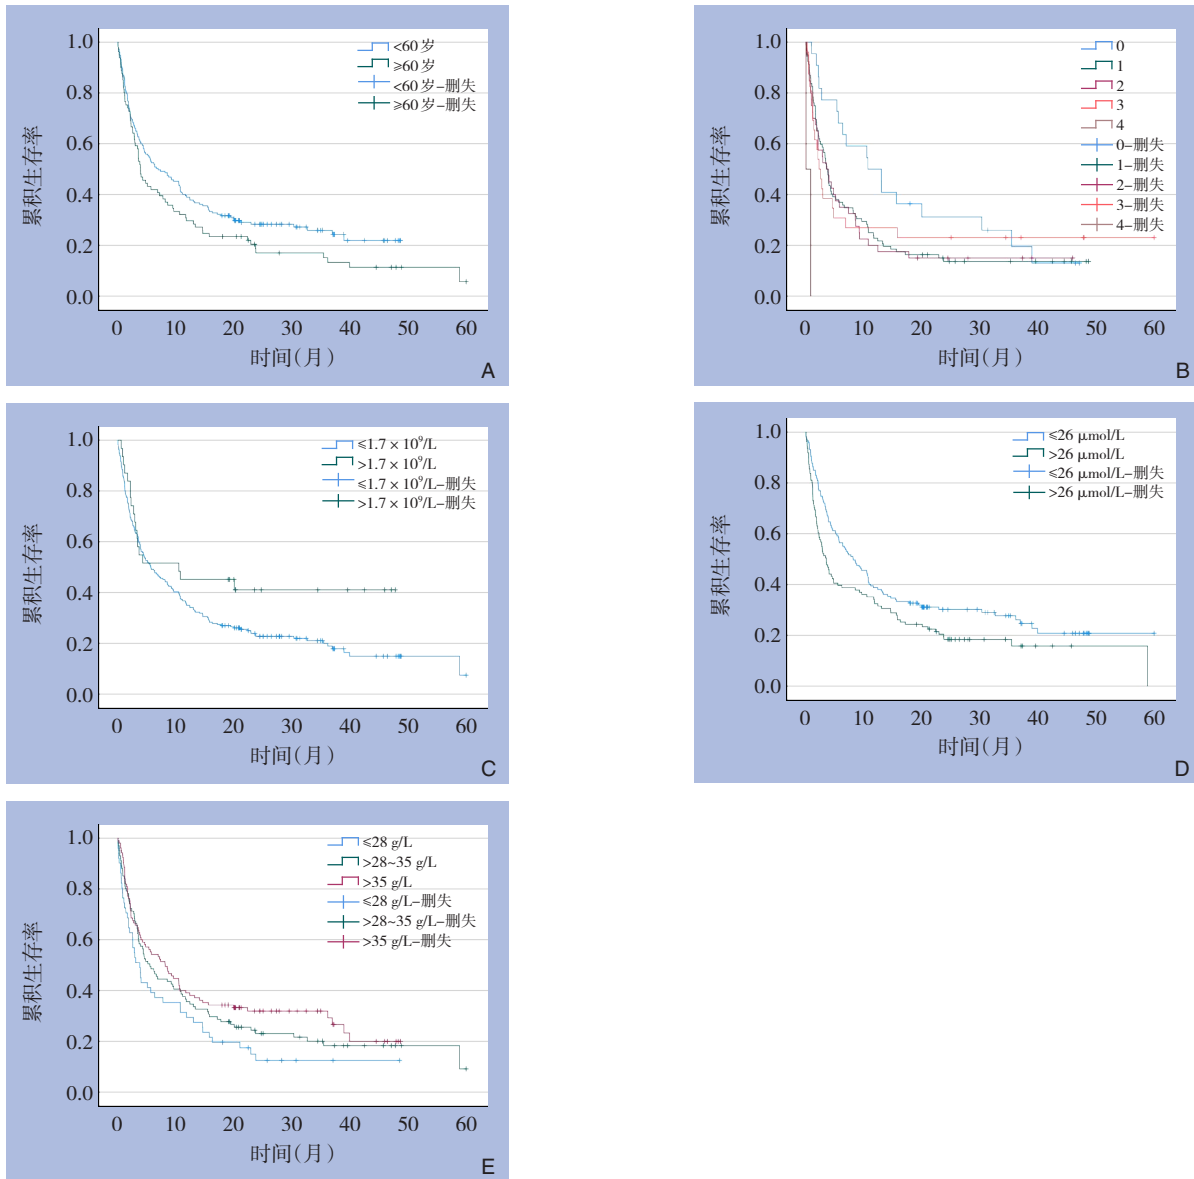 1.0
0.8
0.6
0.4
0.2
0.0
累积生存率
0 10 20 30 40 50 60
时间(月)
<60 岁
≥60 岁
<60 岁-删失
≥60 岁-删失
A
1.0
0.8
0.6
0.4
0.2
0.0
累积生存率
0 10 20 30 40 50 60
时间(月)
0
1
2
3
4
0-删失
1-删失
2-删失
3-删失
4-删失
B
1.0
0.8
0.6
0.4
0.2
0.0
累积生存率
0 10 20 30 40 50 60
时间(月)
≤1.7 × 10⁹/L
>1.7 × 10⁹/L
≤1.7 × 10⁹/L-删失
>1.7 × 10⁹/L-删失
C
1.0
0.8
0.6
0.4
0.2
0.0
累积生存率
0 10 20 30 40 50 60
时间(月)
≤26 μmol/L
>26 μmol/L
≤26 μmol/L-删失
>26 μmol/L-删失
D
1.0
0.8
0.6
0.4
0.2
0.0
累积生存率
0 10 20 30 40 50 60
时间(月)
≤28 g/L
>28~35 g/L
>35 g/L
≤28 g/L-删失
>28~35 g/L-删失
>35 g/L-删失
E